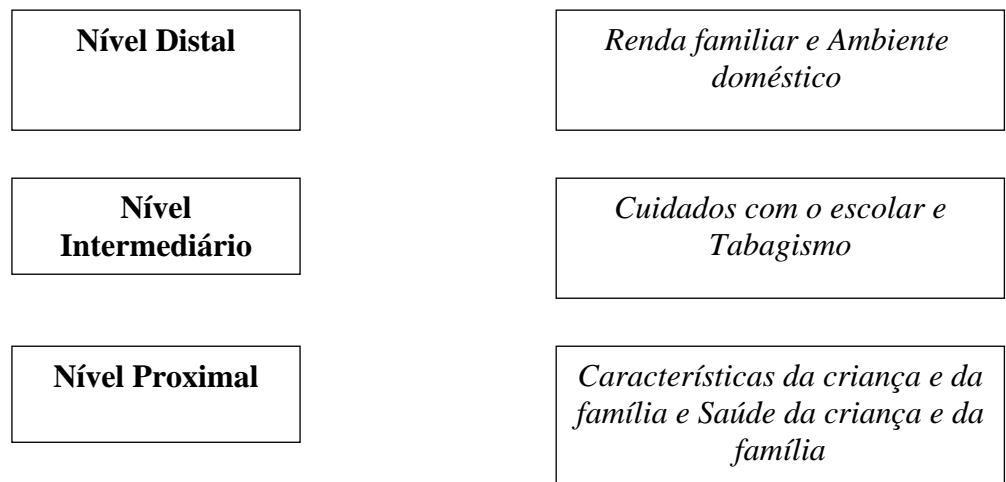 Nível Distal
Renda familiar e Ambiente
doméstico
Nível
Intermediário
Cuidados com o escolar e
Tabagismo
Nível Proximal
Características da criança e da
família e Saúde da criança e da
família